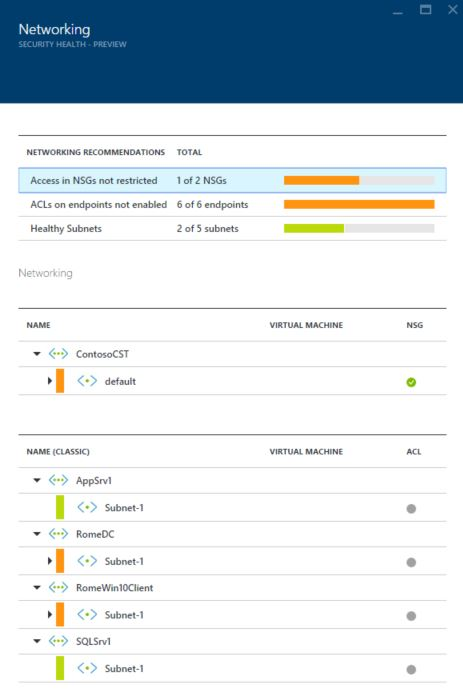 Networking
SECURITY HEALTH - PREVIEW
NETWORKING RECOMMENDATIONS TOTAL
Access in NSGs not restricted 1 of 2 NSGs
ACLs on endpoints not enabled 6 of 6 endpoints
Healthy Subnets 2 of 5 subnets
Networking
NAME VIRTUAL MACHINE NSG
ContosoCST
default
NAME (CLASSIC) VIRTUAL MACHINE ACL
AppSrv1
Subnet-1
RomeDC
Subnet-1
RomeWin10Client
Subnet-1
SQLSrv1
Subnet-1